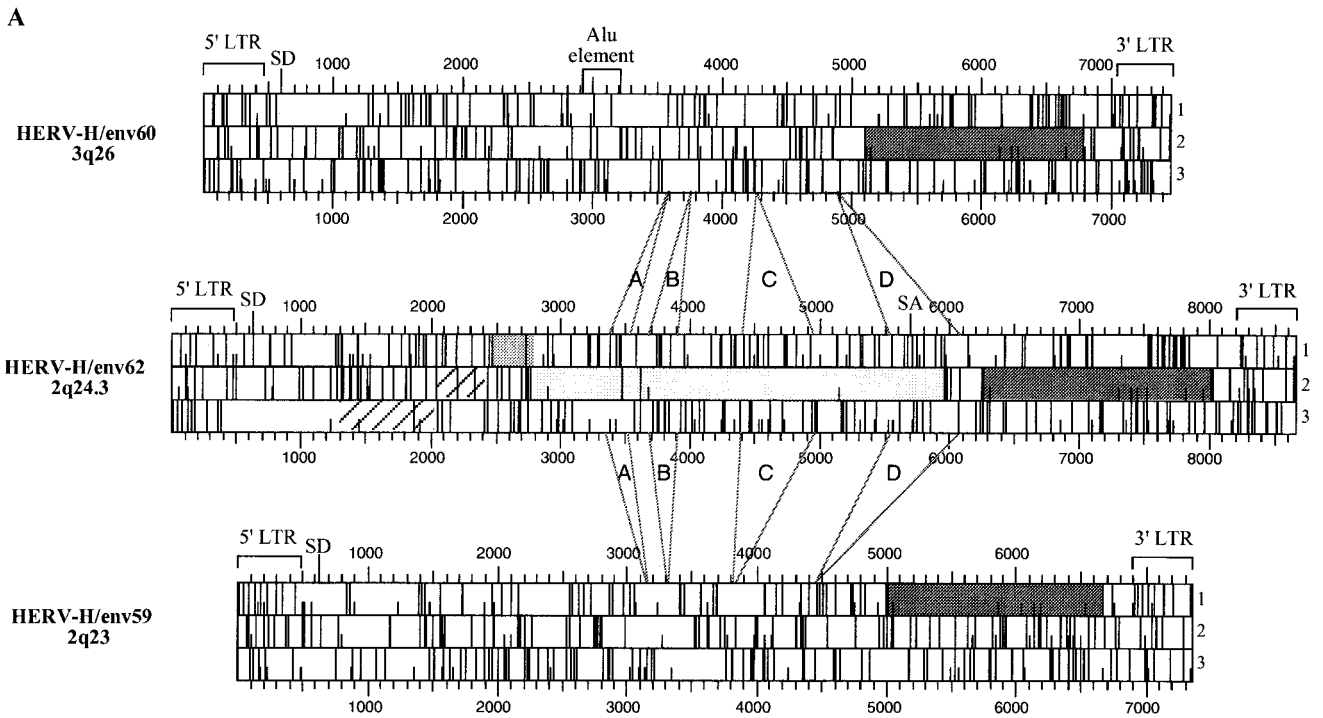 A
5' LTR SD 1000 2000 Alu element 4000 5000 6000 7000 3' LTR
HERV-H/env60
3q26
1
2
3
1000 2000 3000 4000 5000 6000 7000
A B C D
5' LTR SD 1000 2000 3000 4000 5000 SA 6000 7000 8000 3' LTR
HERV-H/env62
2q24.3
1
2
3
1000 2000 3000 4000 5000 6000 7000 8000
A B C D
5' LTR SD 1000 2000 3000 4000 5000 6000 3' LTR
HERV-H/env59
2q23
1
2
3
1000 2000 3000 4000 5000 6000 7000